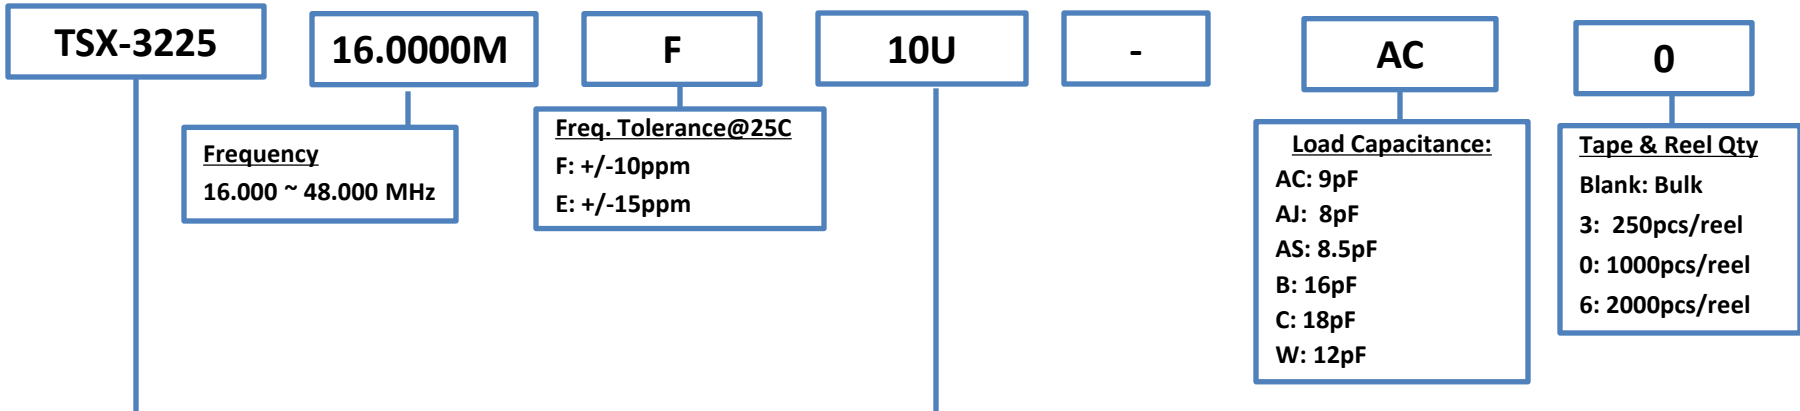 TSX-3225
16.0000M
F
10U
-
AC
0
Frequency
16.000 ~ 48.000 MHz
Freq. Tolerance@25C
F: +/-10ppm
E: +/-15ppm
Load Capacitance:
AC: 9pF
AJ: 8pF
AS: 8.5pF
B: 16pF
C: 18pF
W: 12pF
Tape & Reel Qty
Blank: Bulk
3: 250pcs/reel
0: 1000pcs/reel
6: 2000pcs/reel